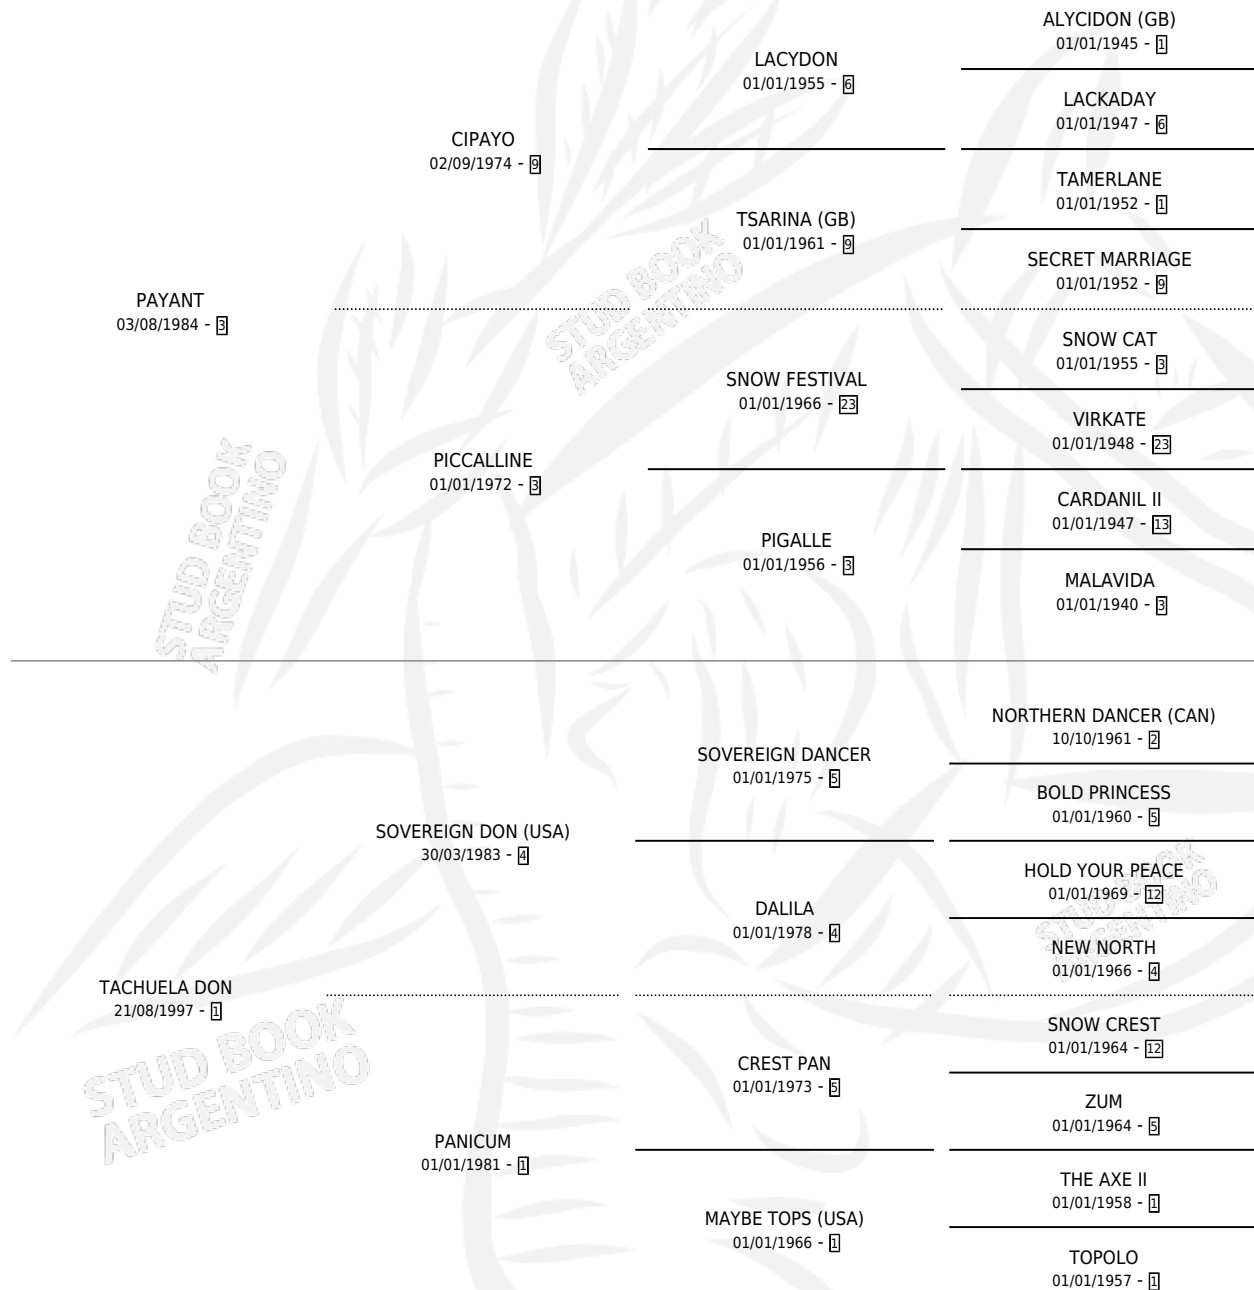 ALYCIDON (GB)
01/01/1945 - 1
LACYDON
01/01/1955 - 6
LACKADAY
01/01/1947 - 6
CIPAYO
02/09/1974 - 9
TAMERLANE
01/01/1952 - 1
TSARINA (GB)
01/01/1961 - 9
SECRET MARRIAGE
01/01/1952 - 9
PAYANT
03/08/1984 - 3
SNOW CAT
01/01/1955 - 3
SNOW FESTIVAL
01/01/1966 - 23
VIRKATE
01/01/1948 - 23
PICCALLINE
01/01/1972 - 3
CARDANIL II
01/01/1947 - 13
PIGALLE
01/01/1956 - 3
MALAVIDA
01/01/1940 - 3
NORTHERN DANCER (CAN)
10/10/1961 - 2
SOVEREIGN DANCER
01/01/1975 - 5
BOLD PRINCESS
01/01/1960 - 5
SOVEREIGN DON (USA)
30/03/1983 - 4
HOLD YOUR PEACE
01/01/1969 - 12
DALILA
01/01/1978 - 4
NEW NORTH
01/01/1966 - 4
TACHUELA DON
21/08/1997 - 1
SNOW CREST
01/01/1964 - 12
CREST PAN
01/01/1973 - 5
ZUM
01/01/1964 - 5
PANICUM
01/01/1981 - 1
THE AXE II
01/01/1958 - 1
MAYBE TOPS (USA)
01/01/1966 - 1
TOPOLO
01/01/1957 - 1
STUD BOOK
ARGENTINO
STUD BOOK
ARGENTINO
STUD BOOK
ARGENTINO
STUD BOOK
ARGENTINO